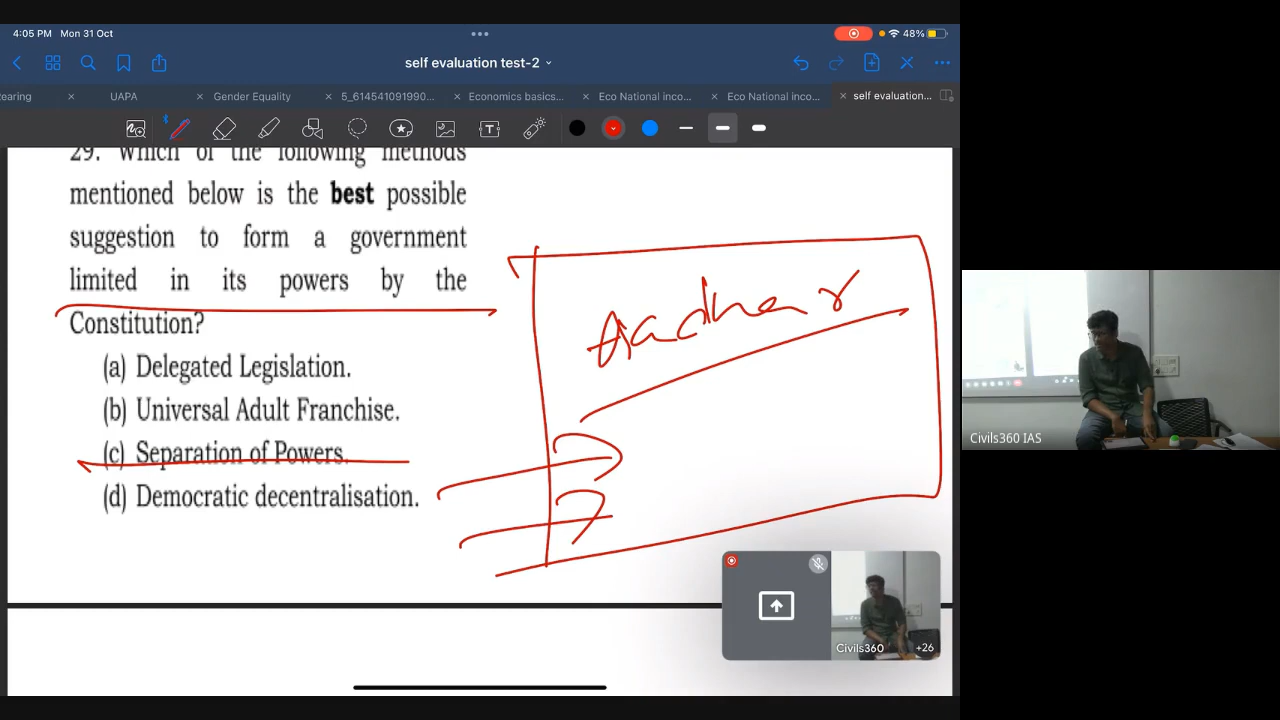 4:05 PM Mon 31 Oct
48%
self evaluation test-2
earing
UAPA
Gender Equality
5_614541091990...
Economics basics...
Eco National inco...
Eco National inco...
self evaluation...
29. Which of the following methods
mentioned below is the best possible
suggestion to form a government
limited in its powers by the
Constitution?
(a) Delegated Legislation.
(b) Universal Adult Franchise.
(c) Separation of Powers.
(d) Democratic decentralisation.
Aadhar
Civils360
+26
Civils360 IAS